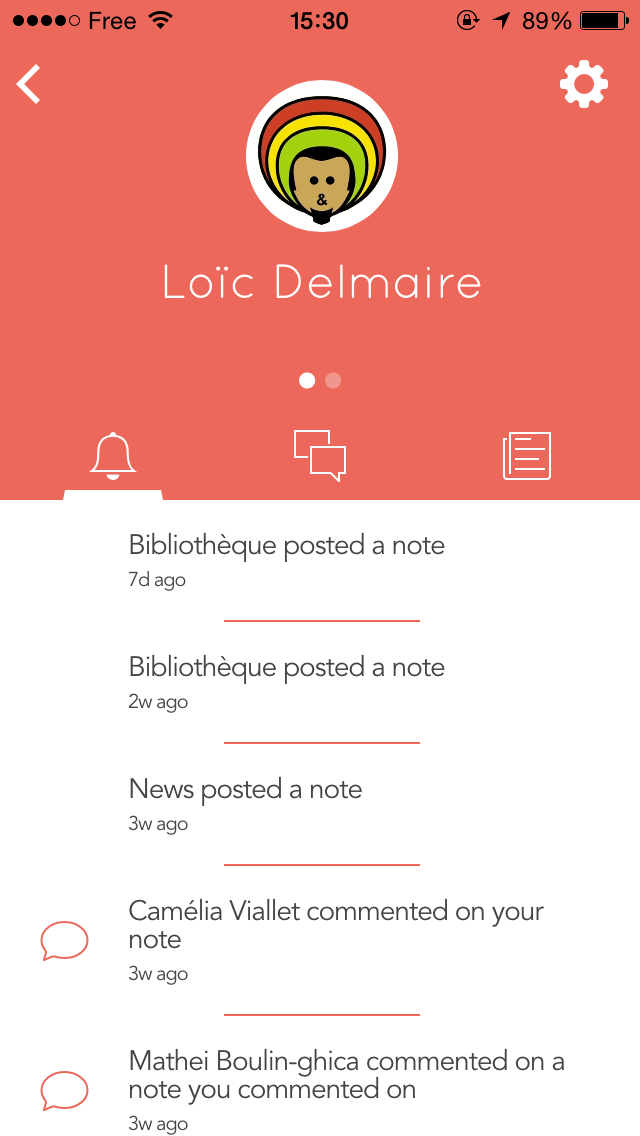 Free 15:30 89%
&
Loïc Delmaire
Bibliothèque posted a note
7d ago
Bibliothèque posted a note
2w ago
News posted a note
3w ago
Camélia Viallet commented on your
note
3w ago
Mathei Boulin-ghica commented on a
note you commented on
3w ago